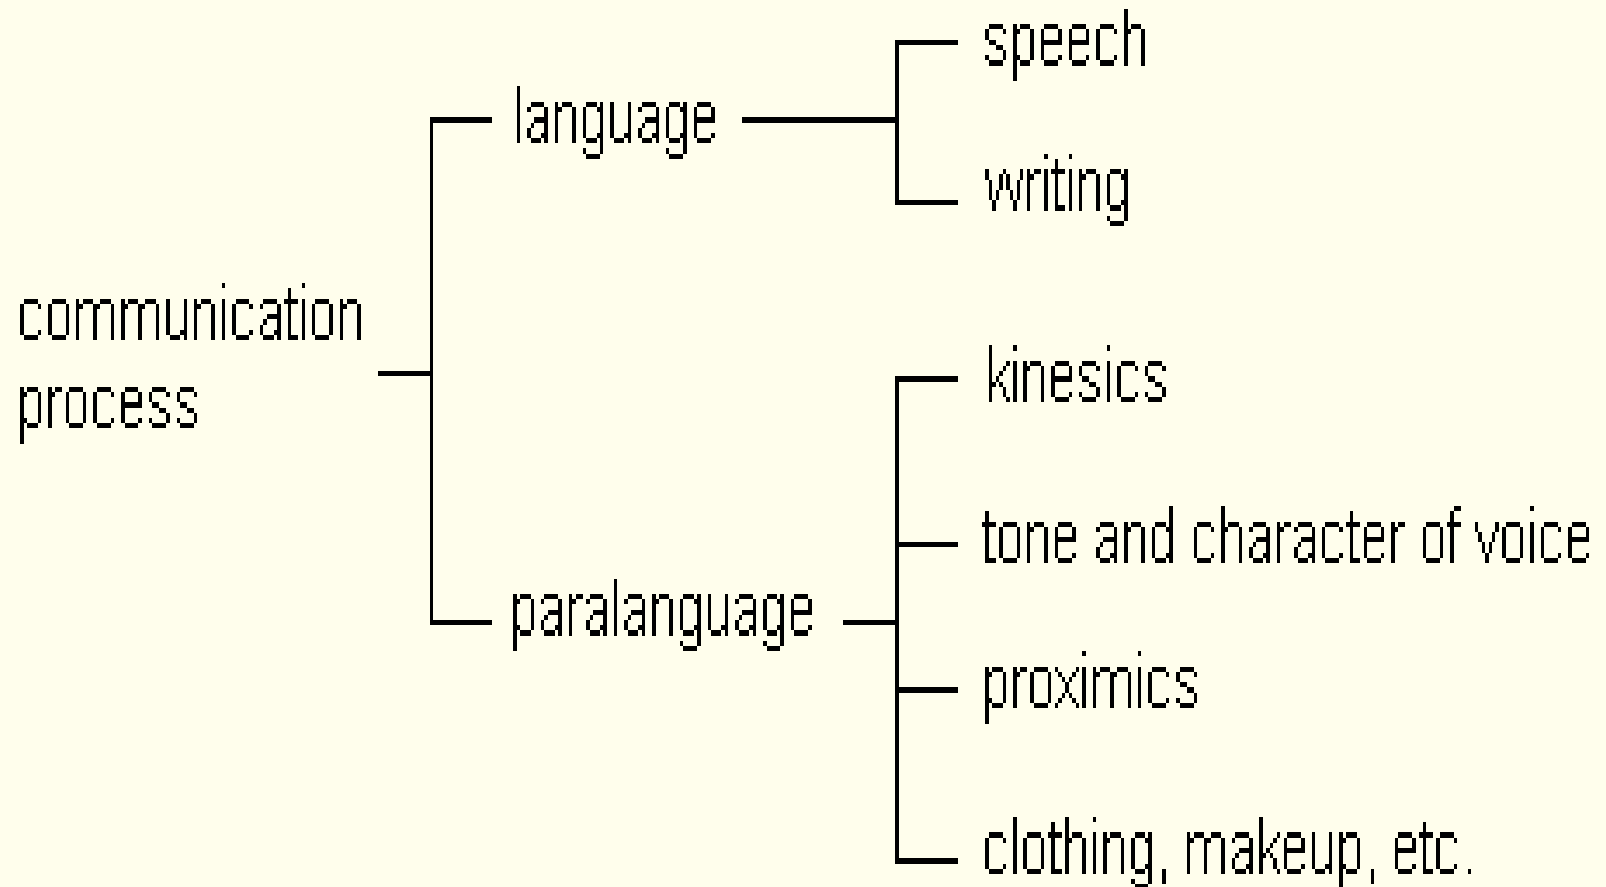 speech
language
writing
communication
process
kinesics
tone and character of voice
paralanguage
proximics
clothing, makeup, etc.